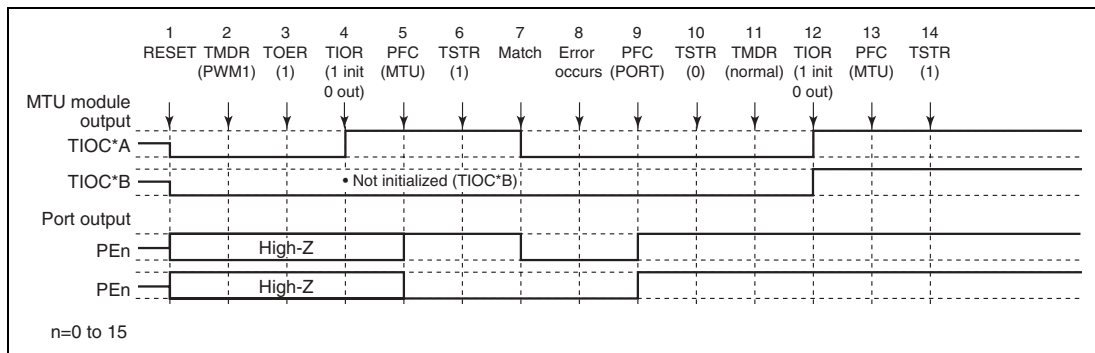 1 2 3 4 5 6 7 8 9 10 11 12 13 14
RESET TMDR TOER TIOR PFC TSTR Match Error PFC TSTR TMDR TIOR PFC TSTR
(PWM1) (1) (1 init (MTU) (1) occurs (PORT) (0) (normal) (1 init (MTU) (1)
0 out) 0 out)
MTU module
output
TIOC*A
TIOC*B
• Not initialized (TIOC*B)
Port output
PEn
High-Z
PEn
High-Z
n=0 to 15